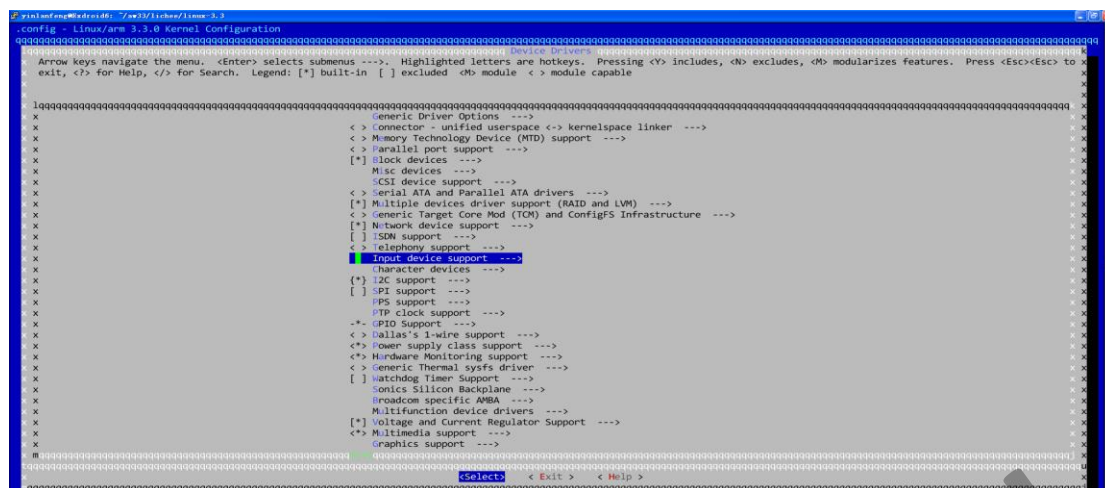 yinlanfeng@Exdroid6: ~/aw33/lichee/linux-3.3
.config - Linux/arm 3.3.0 Kernel Configuration
Device Drivers
Arrow keys navigate the menu. <Enter> selects submenus --->. Highlighted letters are hotkeys. Pressing <Y> includes, <N> excludes, <M> modularizes features. Press <Esc><Esc> to
exit, <?> for Help, </> for Search. Legend: [*] built-in [ ] excluded <M> module < > module capable
Generic Driver Options --->
< > Connector - unified userspace <-> kernelspace linker --->
< > Memory Technology Device (MTD) support --->
< > Parallel port support --->
[*] Block devices --->
Misc devices --->
SCSI device support --->
< > Serial ATA and Parallel ATA drivers --->
[*] Multiple devices driver support (RAID and LVM) --->
< > Generic Target Core Mod (TCM) and ConfigFS Infrastructure --->
[*] Network device support --->
[ ] ISDN support --->
< > Telephony support --->
Input device support --->
Character devices --->
{*} I2C support --->
[ ] SPI support --->
PPS support --->
PTP clock support --->
-*- GPIO Support --->
< > Dallas's 1-wire support --->
<*> Power supply class support --->
<*> Hardware Monitoring support --->
< > Generic Thermal sysfs driver --->
[ ] Watchdog Timer Support --->
Sonics Silicon Backplane --->
Broadcom specific AMBA --->
Multifunction device drivers --->
[*] Voltage and Current Regulator Support --->
<*> Multimedia support --->
Graphics support --->
<Select> < Exit > < Help >